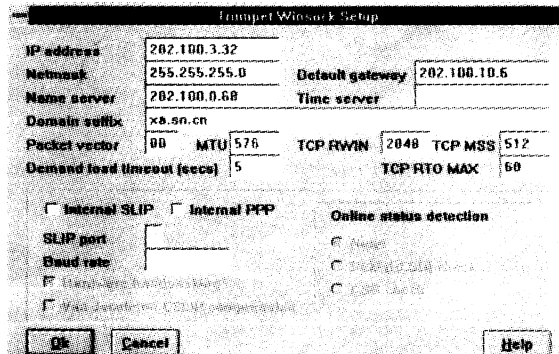 Trumpet Winsock Setup
IP address 202.100.3.32
Netmask 255.255.255.0 Default gateway 202.100.10.6
Name server 202.100.0.68 Time server
Domain suffix xa.sn.cn
Packet vector 00 MTU 576 TCP RWIN 2048 TCP MSS 512
Demand load timeout (secs) 5 TCP RTO MAX 60
Internal SLIP Internal PPP Online status detection
SLIP port
Baud rate
Ok Cancel Help